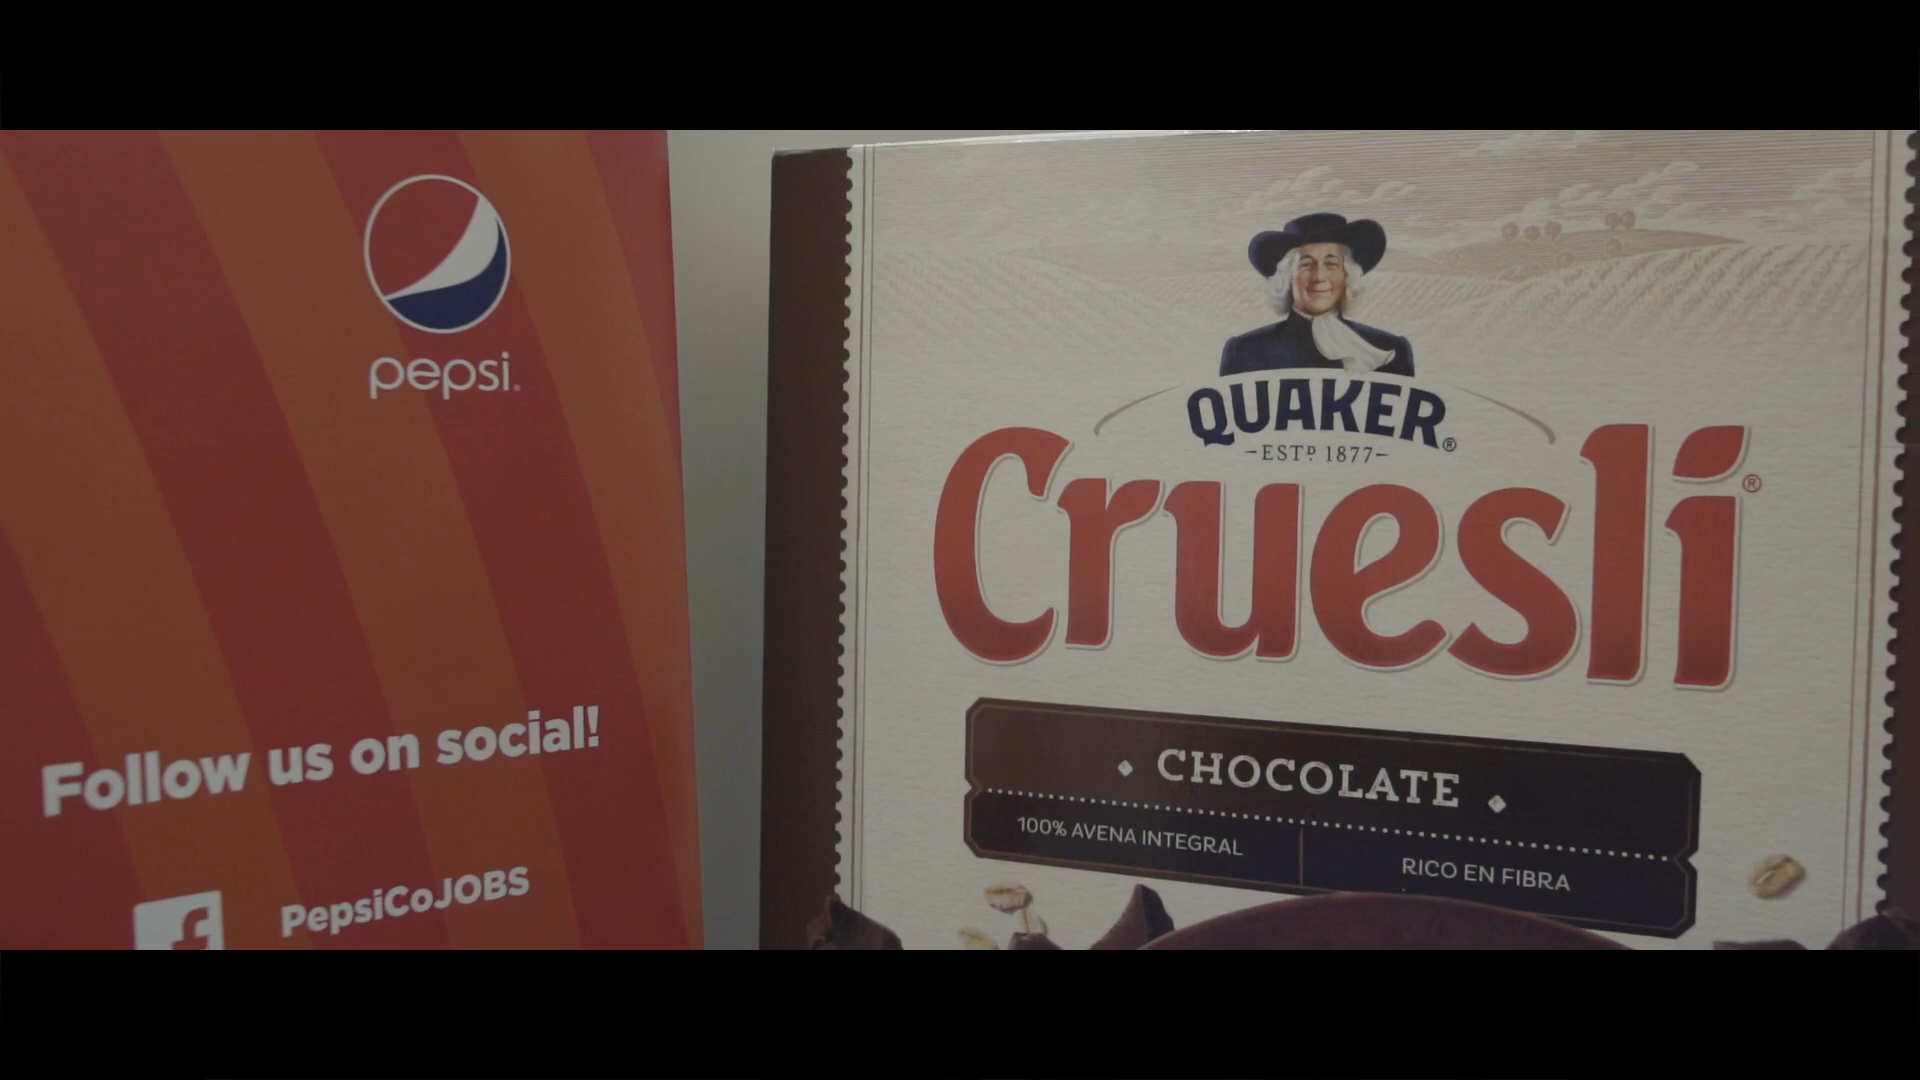 pepsi.
Follow us on social!
PepsiCoJOBS
QUAKER®
-ESTD 1877-
Cruesli®
CHOCOLATE
100% AVENA INTEGRAL
RICO EN FIBRA